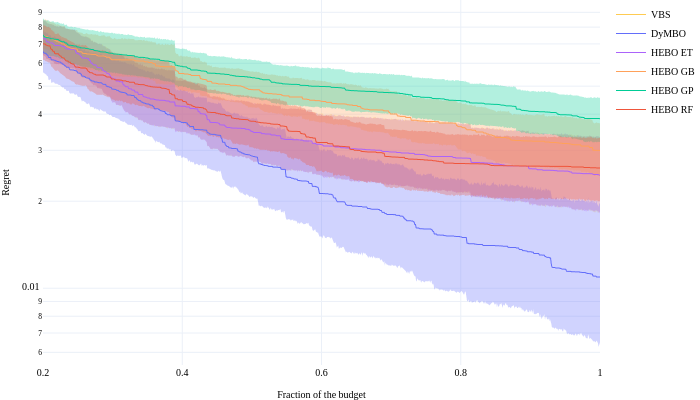 9
8
7
6
5
4
3
2
0.01
9
8
7
6
0.2
0.4
0.6
0.8
1
Fraction of the budget
Regret
VBS
DyMBO
HEBO ET
HEBO GB
HEBO GP
HEBO RF